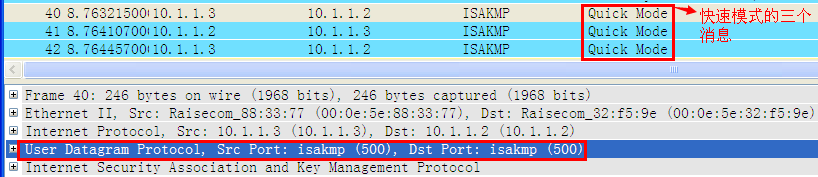 40 8.76321500 10.1.1.3 10.1.1.2 ISAKMP Quick Mode
41 8.76410700 10.1.1.2 10.1.1.3 ISAKMP Quick Mode
42 8.76445700 10.1.1.3 10.1.1.2 ISAKMP Quick Mode
快速模式的三个
消息
Frame 40: 246 bytes on wire (1968 bits), 246 bytes captured (1968 bits)
Ethernet II, Src: Raisecom_88:33:77 (00:0e:5e:88:33:77), Dst: Raisecom_32:f5:9e (00:0e:5e:32:f5:9e)
Internet Protocol, Src: 10.1.1.3 (10.1.1.3), Dst: 10.1.1.2 (10.1.1.2)
User Datagram Protocol, Src Port: isakmp (500), Dst Port: isakmp (500)
Internet Security Association and Key Management Protocol